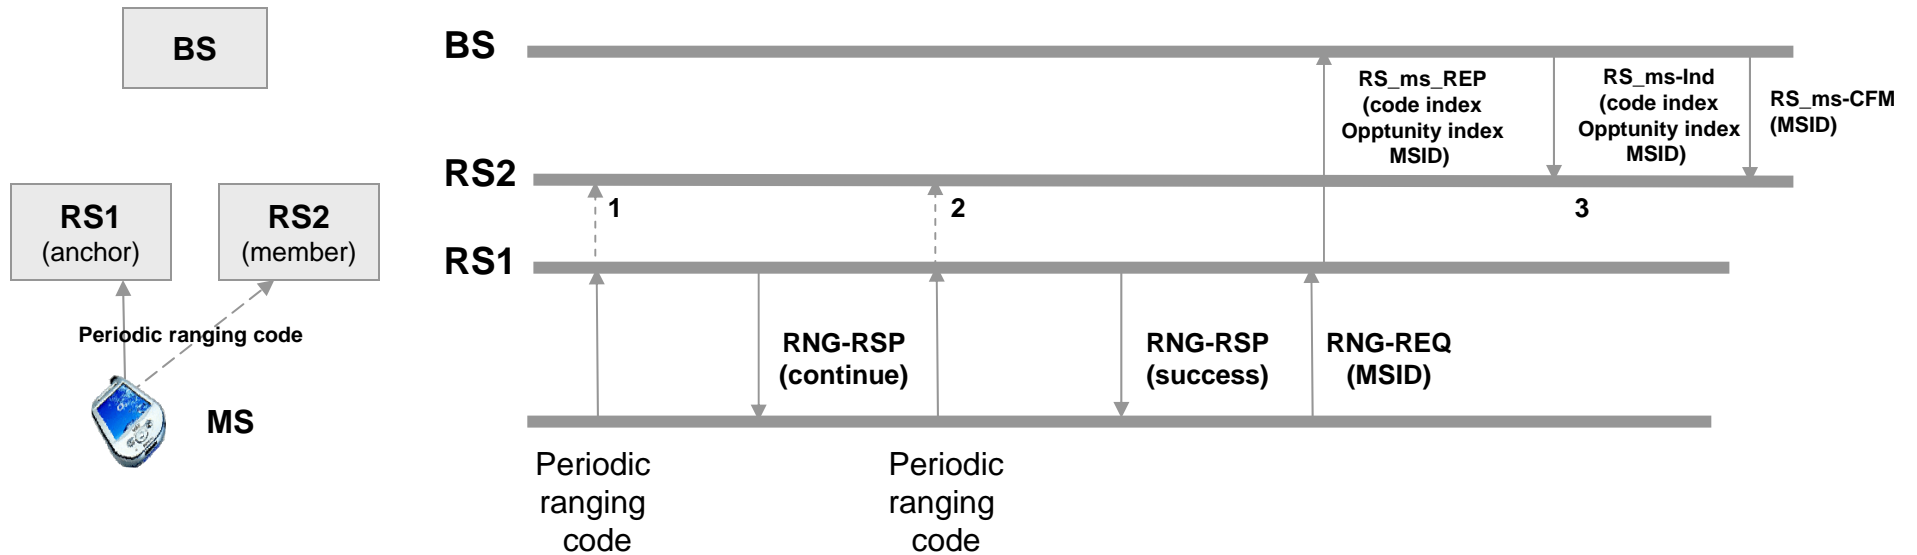 BS
RS1
(anchor)
RS2
(member)
Periodic ranging code
MS
BS
RS2
RS1
RS_ms_REP
(code index
Opptunity index
MSID)
RS_ms-Ind
(code index
Opptunity index
MSID)
RS_ms-CFM
(MSID)
1
2
3
RNG-RSP
(continue)
RNG-RSP
(success)
RNG-REQ
(MSID)
Periodic
ranging
code
Periodic
ranging
code